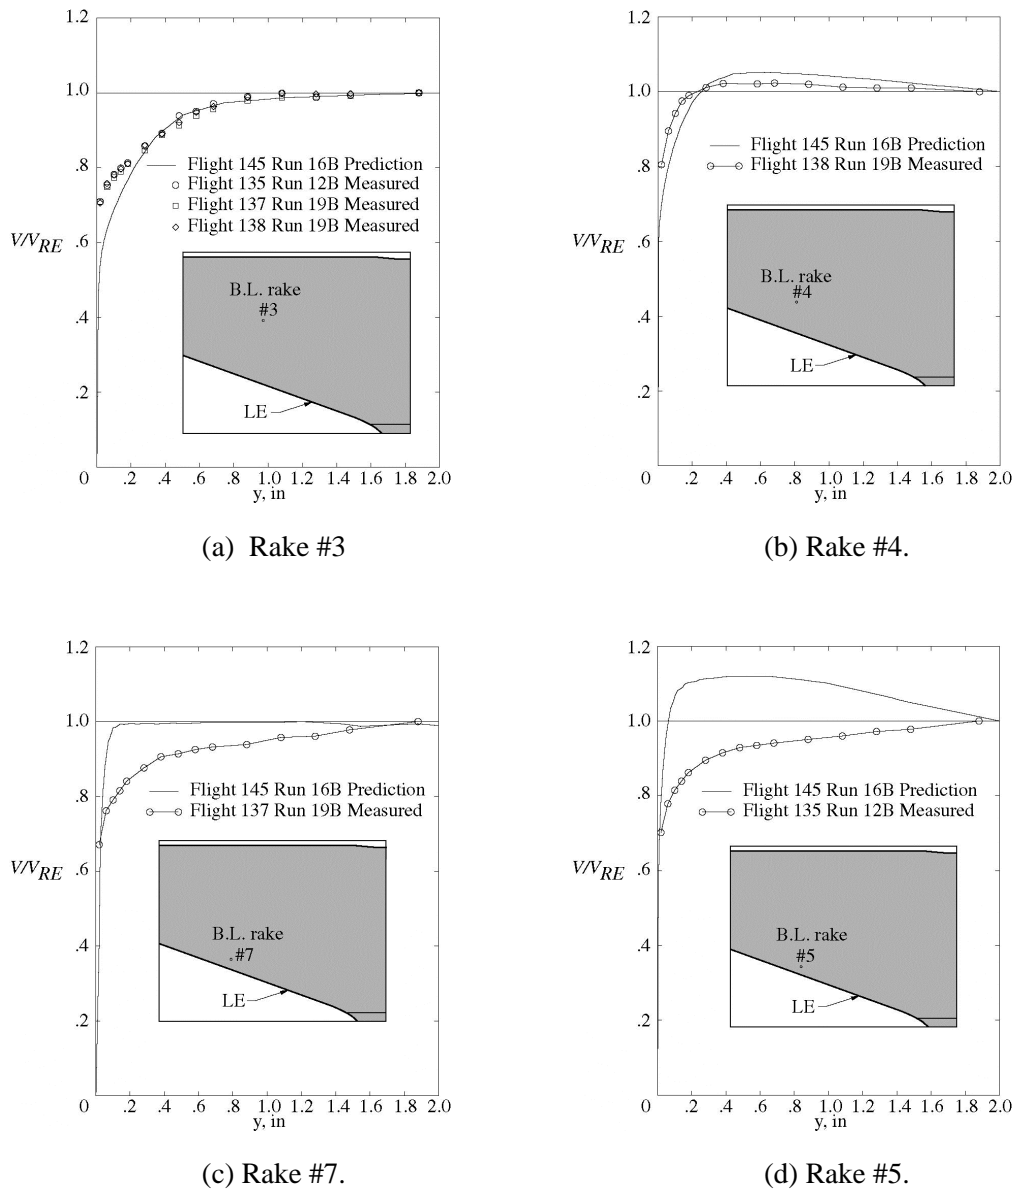 1.2
1.0
.8
V/V_RE .6
.4
.2
0 .2 .4 .6 .8 1.0 1.2 1.4 1.6 1.8 2.0
y, in
Flight 145 Run 16B Prediction
Flight 135 Run 12B Measured
Flight 137 Run 19B Measured
Flight 138 Run 19B Measured
B.L. rake
#3
LE
(a) Rake #3
1.2
1.0
.8
V/V_RE .6
.4
.2
0 .2 .4 .6 .8 1.0 1.2 1.4 1.6 1.8 2.0
y, in
Flight 145 Run 16B Prediction
Flight 138 Run 19B Measured
B.L. rake
#4
LE
(b) Rake #4.
1.2
1.0
.8
V/V_RE .6
.4
.2
0 .2 .4 .6 .8 1.0 1.2 1.4 1.6 1.8 2.0
y, in
Flight 145 Run 16B Prediction
Flight 137 Run 19B Measured
B.L. rake
#7
LE
(c) Rake #7.
1.2
1.0
.8
V/V_RE .6
.4
.2
0 .2 .4 .6 .8 1.0 1.2 1.4 1.6 1.8 2.0
y, in
Flight 145 Run 16B Prediction
Flight 135 Run 12B Measured
B.L. rake
#5
LE
(d) Rake #5.